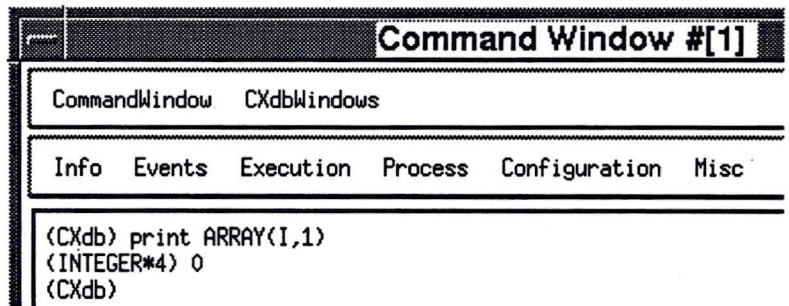 Command Window #[1]
CommandWindow CXdbWindows
Info Events Execution Process Configuration Misc
(CXdb) print ARRAY(I,1)
(INTEGER*4) 0
(CXdb)